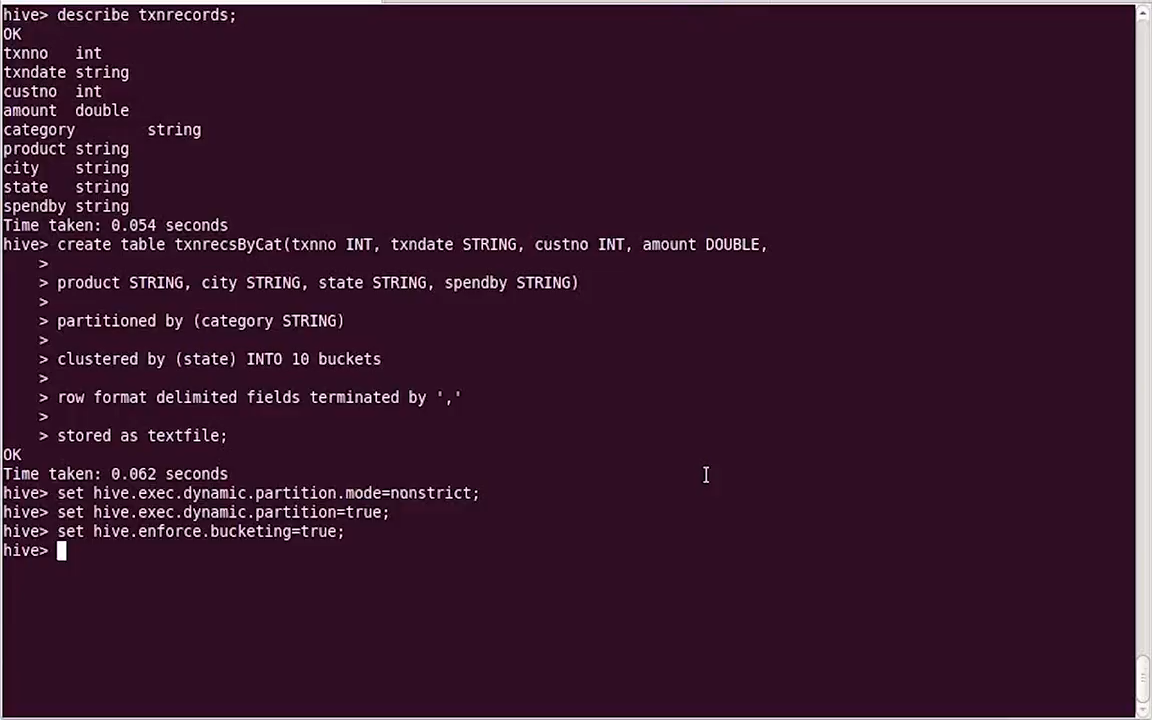 hive> describe txnrecords;
OK
txnno   int
txndate string
custno  int
amount  double
category        string
product string
city    string
state   string
spendby string
Time taken: 0.054 seconds
hive> create table txnrecsByCat(txnno INT, txndate STRING, custno INT, amount DOUBLE,
    >
    > product STRING, city STRING, state STRING, spendby STRING)
    >
    > partitioned by (category STRING)
    >
    > clustered by (state) INTO 10 buckets
    >
    > row format delimited fields terminated by ','
    >
    > stored as textfile;
OK
Time taken: 0.062 seconds
hive> set hive.exec.dynamic.partition.mode=nonstrict;
hive> set hive.exec.dynamic.partition=true;
hive> set hive.enforce.bucketing=true;
hive>